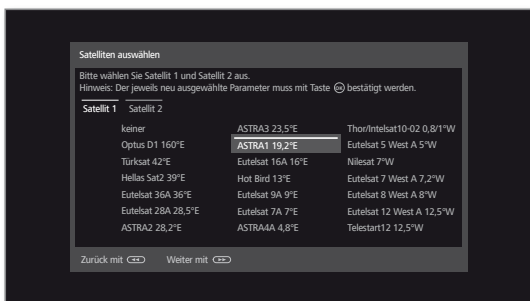 Satelliten auswählen
Bitte wählen Sie Satellit 1 und Satellit 2 aus.
Hinweis: Der jeweils neu ausgewählte Parameter muss mit Taste OK bestätigt werden.
Satellit 1 Satellit 2
keiner ASTRA3 23,5°E Thor/Intelsat10-02 0,8/1°W
Optus D1 160°E ASTRA1 19,2°E Eutelsat 5 West A 5°W
Türksat 42°E Eutelsat 16A 16°E Nilesat 7°W
Hellas Sat2 39°E Hot Bird 13°E Eutelsat 7 West A 7,2°W
Eutelsat 36A 36°E Eutelsat 9A 9°E Eutelsat 8 West A 8°W
Eutelsat 28A 28,5°E Eutelsat 7A 7°E Eutelsat 12 West A 12,5°W
ASTRA2 28,2°E ASTRA4A 4,8°E Telestart12 12,5°W
Zurück mit Weiter mit